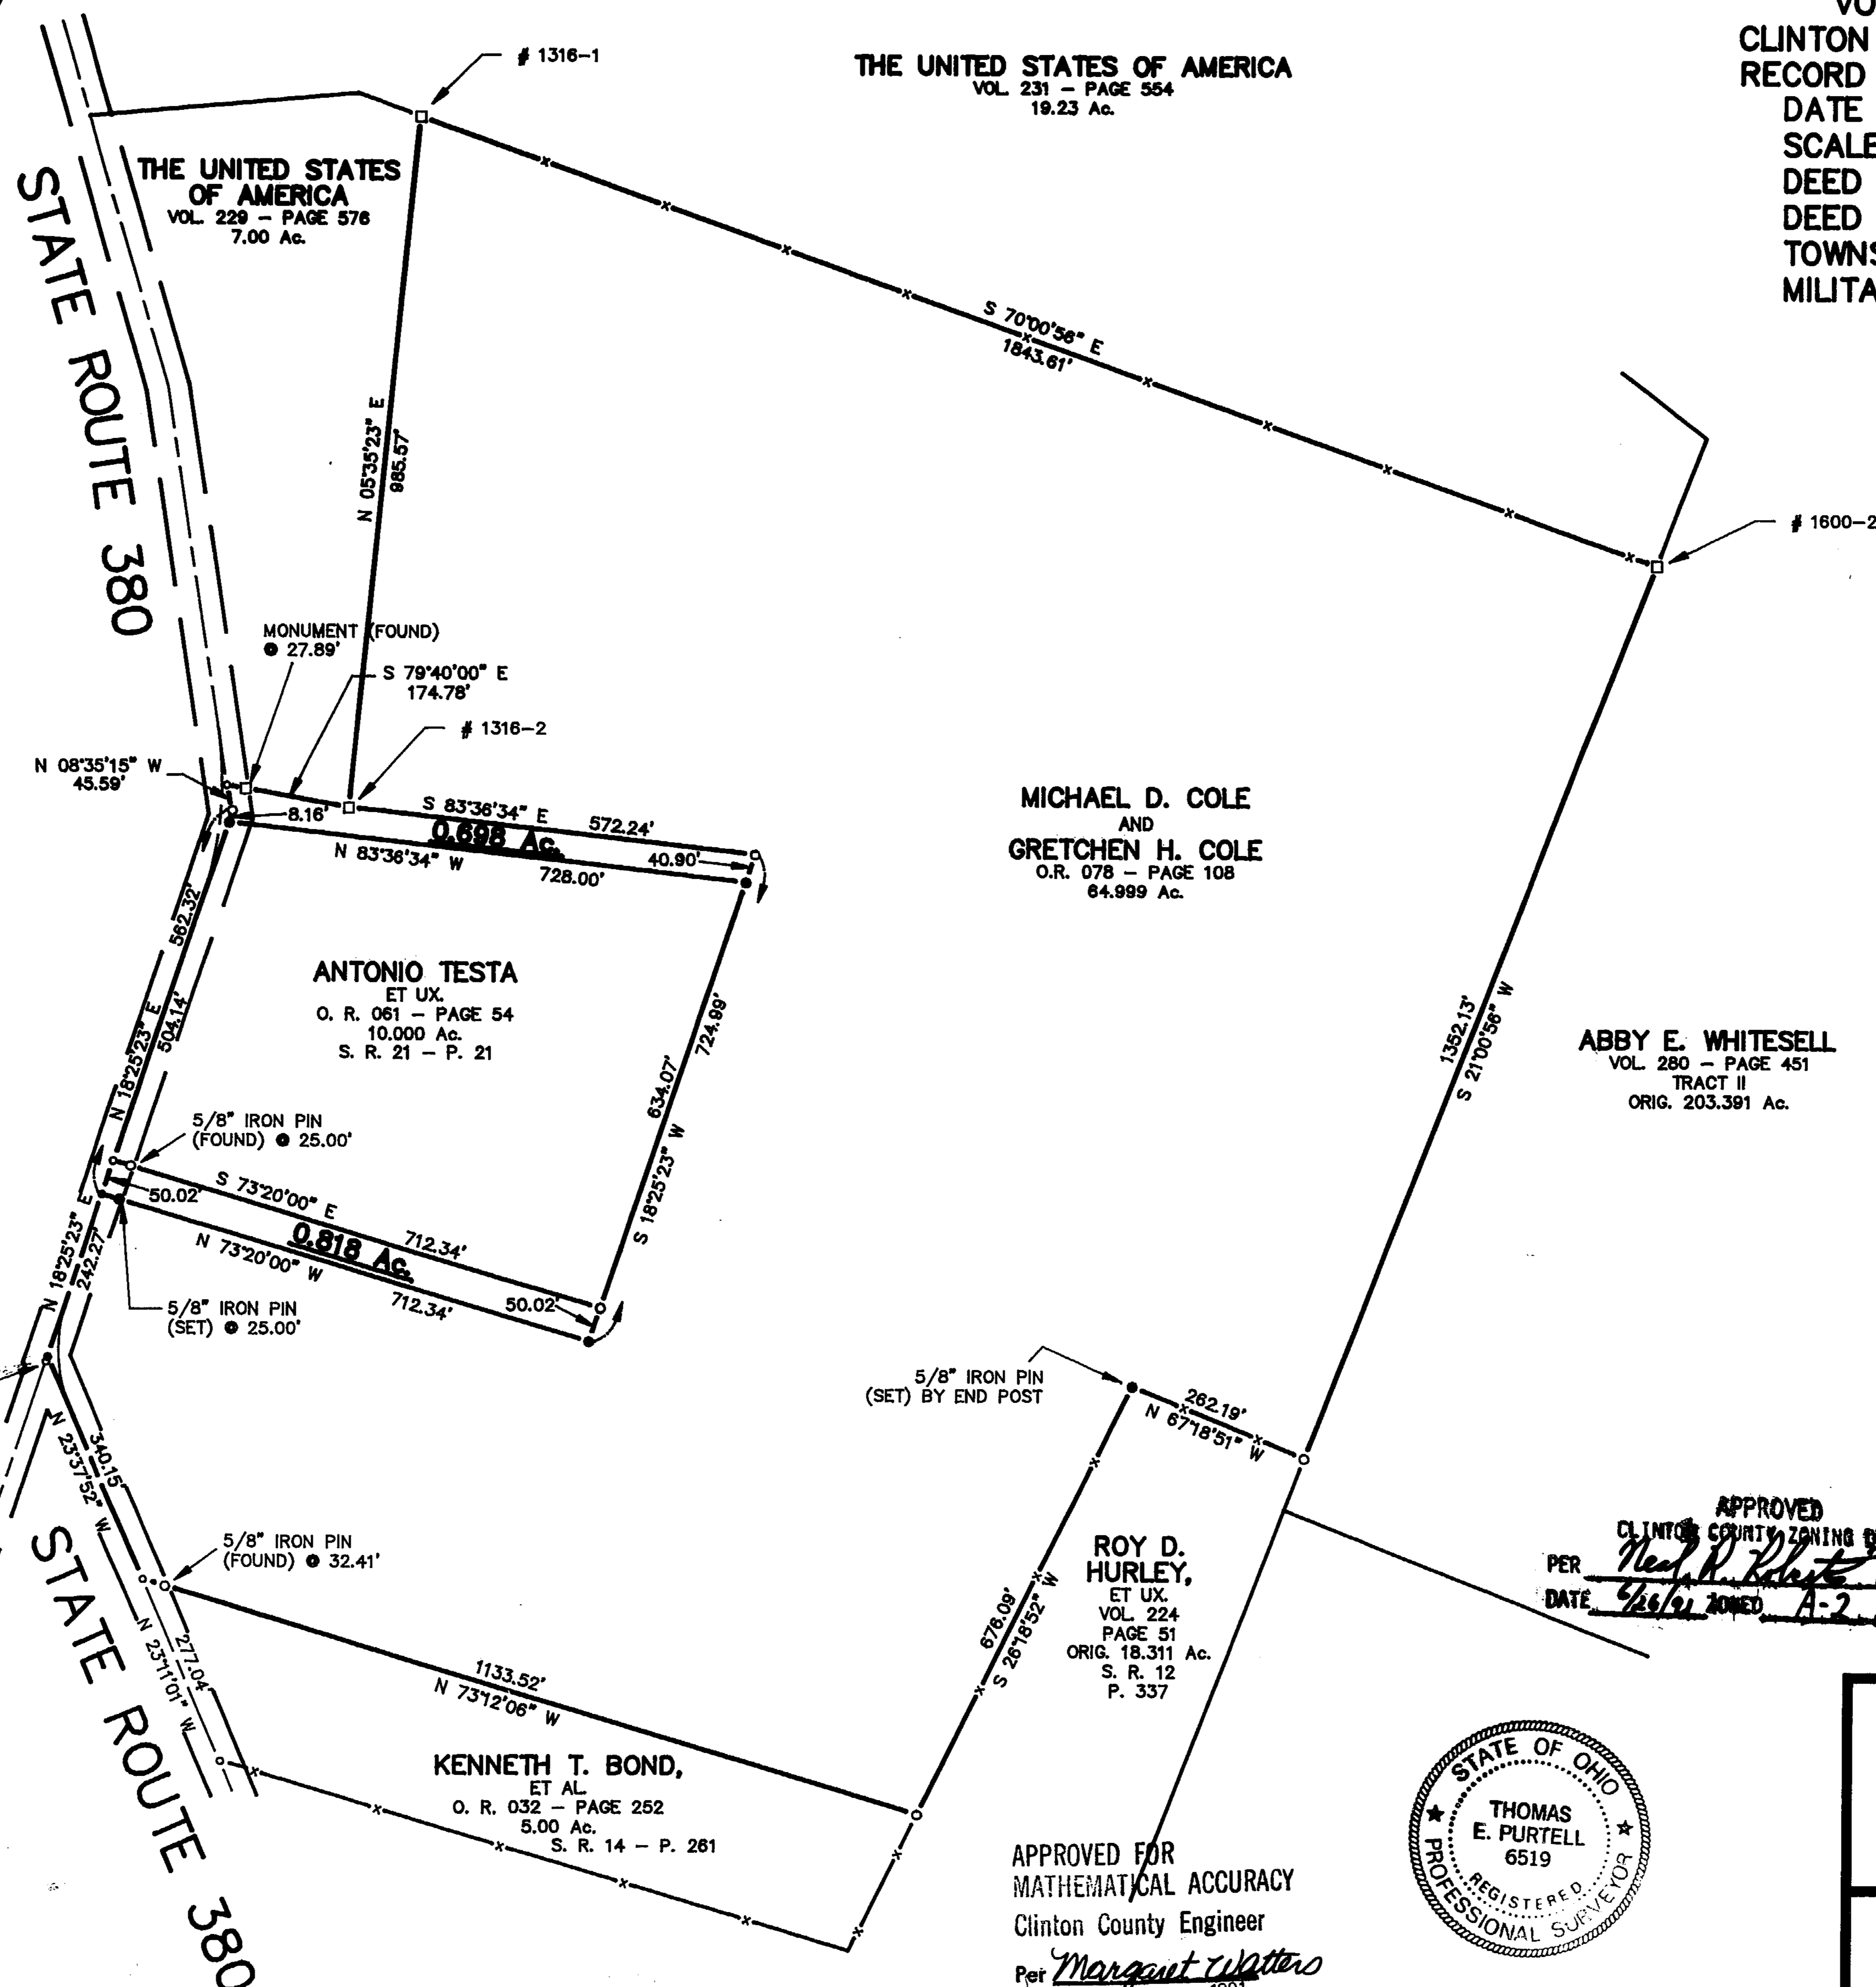 VO
CLINTON
RECORD
DATE
SCALE
DEED
DEED
TOWNS
MILITA
# 1316-1
THE UNITED STATES OF AMERICA
VOL. 231 - PAGE 554
19.23 Ac.
THE UNITED STATES
OF AMERICA
VOL. 229 - PAGE 576
7.00 Ac.
STATE ROUTE 380
S 70°00'56" E
1843.61'
N 05°35'23" E
985.57'
# 1600-2
MONUMENT (FOUND)
@ 27.89'
S 79°40'00" E
174.78'
# 1316-2
N 08°35'15" W
45.59'
8.16'
S 83°36'34" E 572.24'
0.698 Ac.
N 83°36'34" W 728.00'
40.90'
MICHAEL D. COLE
AND
GRETCHEN H. COLE
O.R. 078 - PAGE 108
64.999 Ac.
562.32'
N 18°25'23" E
504.14'
ANTONIO TESTA
ET UX.
O. R. 061 - PAGE 54
10.000 Ac.
S. R. 21 - P. 21
724.99'
634.07'
S 18°25'23" W
1352.13'
S 21°00'56" W
ABBY E. WHITESELL
VOL. 280 - PAGE 451
TRACT II
ORIG. 203.391 Ac.
5/8" IRON PIN
(FOUND) @ 25.00'
50.02'
S 73°20'00" E 712.34'
0.818 Ac.
N 73°20'00" W 712.34'
50.02'
N 18°25'23" E
242.27'
5/8" IRON PIN
(SET) @ 25.00'
5/8" IRON PIN
(SET) BY END POST
262.19'
N 67°18'51" W
340.15'
N 23°37'52" W
5/8" IRON PIN
(FOUND) @ 32.41'
277.04'
N 23°11'01" W
STATE ROUTE 380
1133.52'
N 73°12'06" W
676.09'
S 26°18'52" W
ROY D.
HURLEY,
ET UX.
VOL. 224
PAGE 51
ORIG. 18.311 Ac.
S. R. 12
P. 337
KENNETH T. BOND,
ET AL.
O. R. 032 - PAGE 252
5.00 Ac.
S. R. 14 - P. 261
APPROVED
CLINTON COUNTY ZONING
PER Neal R.
DATE 6/26/91 ZONED A-2
STATE OF OHIO
THOMAS
E. PURTELL
6519
REGISTERED
PROFESSIONAL SURVEYOR
APPROVED FOR
MATHEMATICAL ACCURACY
Clinton County Engineer
Per Margaret Watters
1991